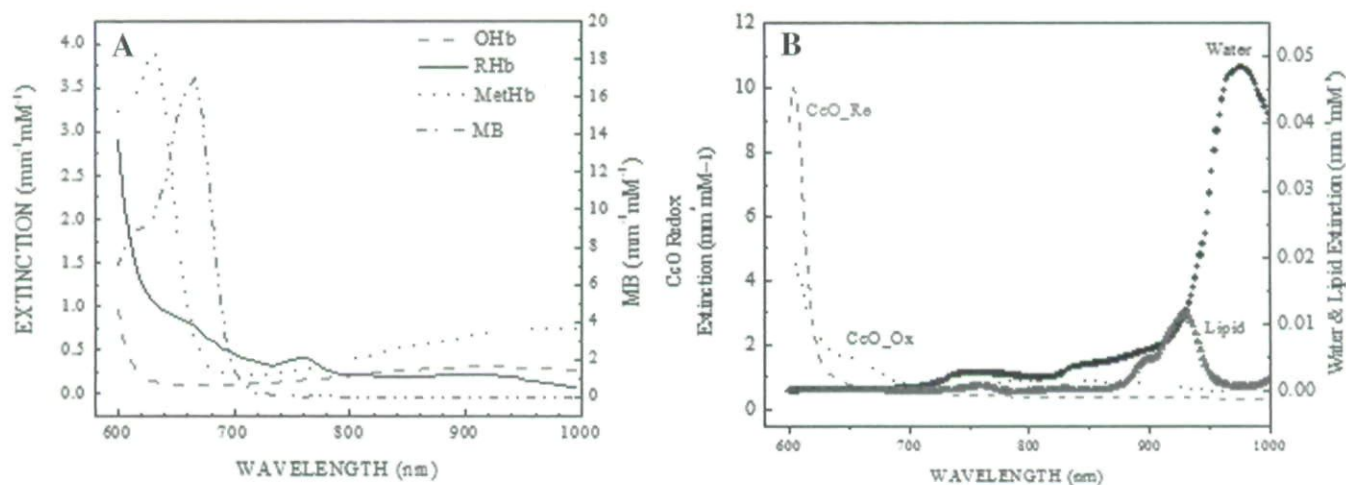 A
OHb
RHb
MetHb
MB
EXTINCTION (mm⁻¹mM⁻¹)
4.0
3.5
3.0
2.5
2.0
1.5
1.0
0.5
0.0
MB (mm⁻¹mM⁻¹)
20
18
16
14
12
10
8
6
4
2
0
600
700
800
900
1000
WAVELENGTH (nm)
B
CcO_Re
CcO_Ox
Water
Lipid
CcO Redox
Extinction (mm⁻¹mM–1)
12
10
8
6
4
2
0
Water & Lipid Extinction (mm⁻¹mM⁻¹)
0.05
0.04
0.03
0.02
0.01
0.00
600
700
800
900
1000
WAVELENGTH (nm)